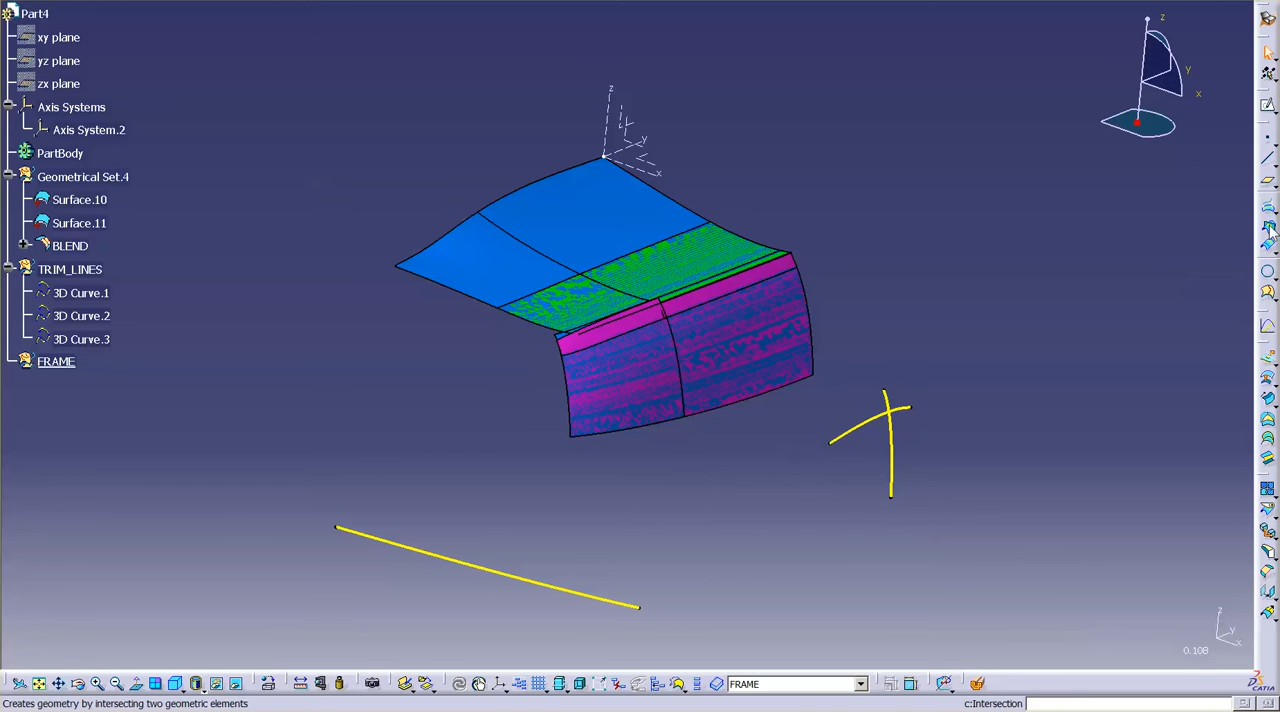 Part4
xy plane
yz plane
zx plane
Axis Systems
Axis System.2
PartBody
Geometrical Set.4
Surface.10
Surface.11
BLEND
TRIM_LINES
3D Curve.1
3D Curve.2
3D Curve.3
FRAME
z
y
x
z
y
x
z
y
x
0.108
FRAME
CATIA
Creates geometry by intersecting two geometric elements
c:Intersection